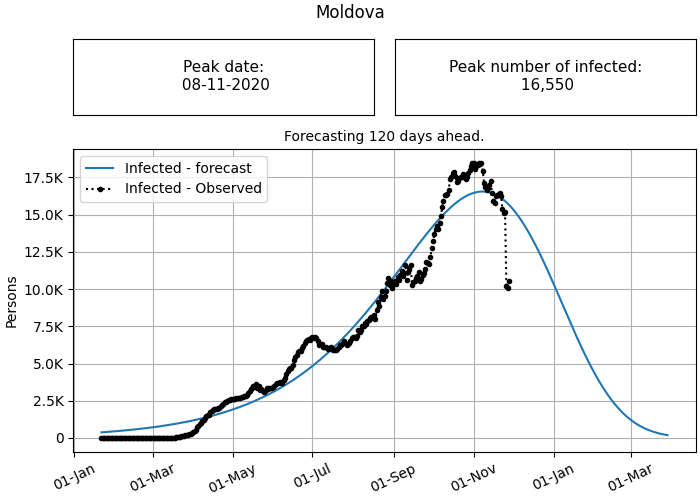 Moldova
Peak date:
08-11-2020
Peak number of infected:
16,550
Forecasting 120 days ahead.
Infected - forecast
Infected - Observed
17.5K
15.0K
12.5K
10.0K
7.5K
5.0K
2.5K
0
Persons
01-Jan
01-Mar
01-May
01-Jul
01-Sep
01-Nov
01-Jan
01-Mar